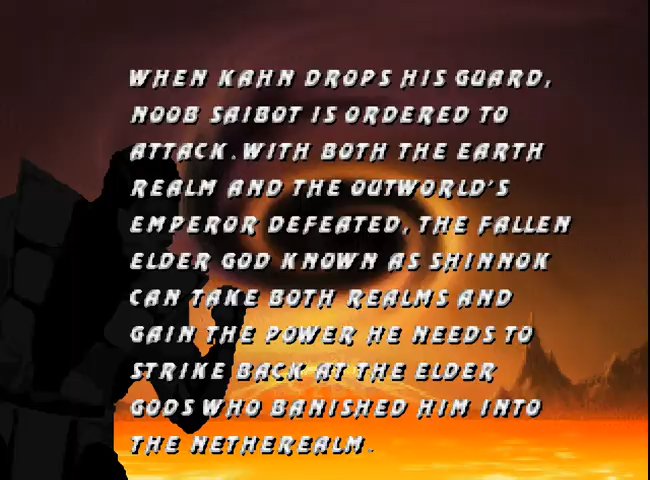 WHEN KAHN DROPS HIS GUARD,
NOOB SAIBOT IS ORDERED TO
ATTACK.WITH BOTH THE EARTH
REALM AND THE OUTWORLD'S
EMPEROR DEFEATED, THE FALLEN
ELDER GOD KNOWN AS SHINNOK
CAN TAKE BOTH REALMS AND
GAIN THE POWER HE NEEDS TO
STRIKE BACK AT THE ELDER
GODS WHO BANISHED HIM INTO
THE NETHEREALM.